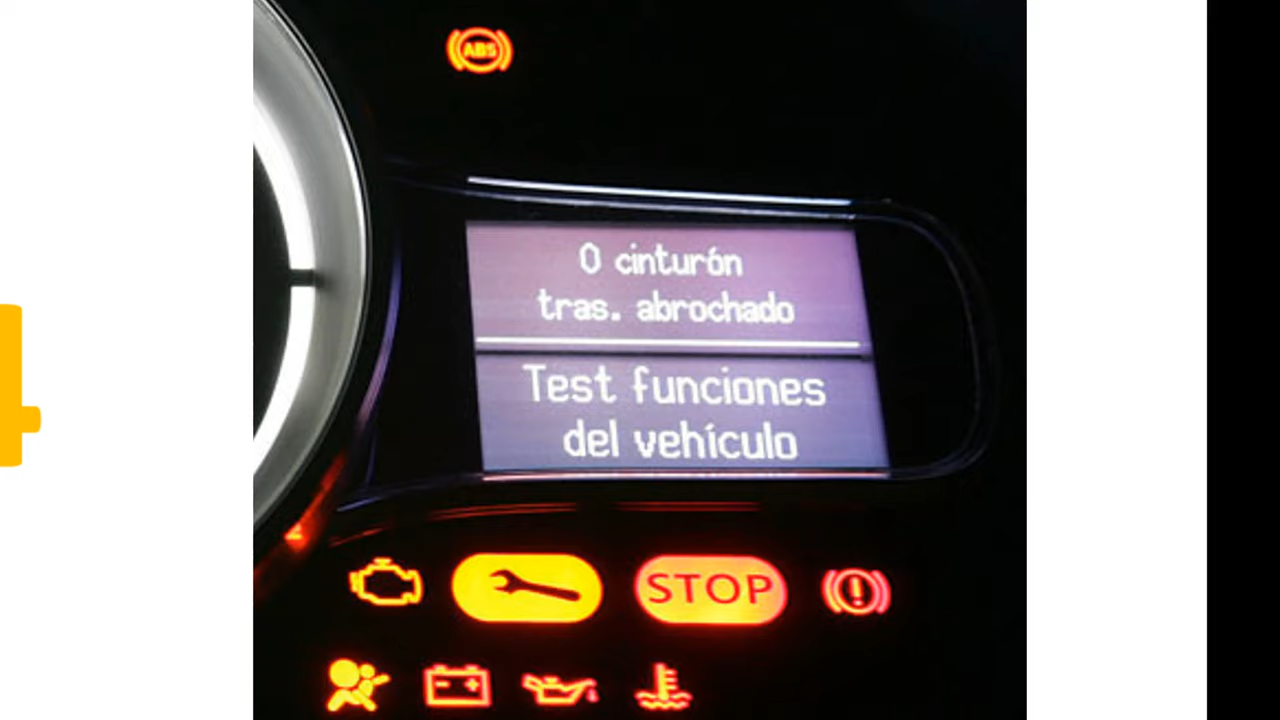 ABS
0 cinturón
tras. abrochado
Test funciones
del vehículo
STOP